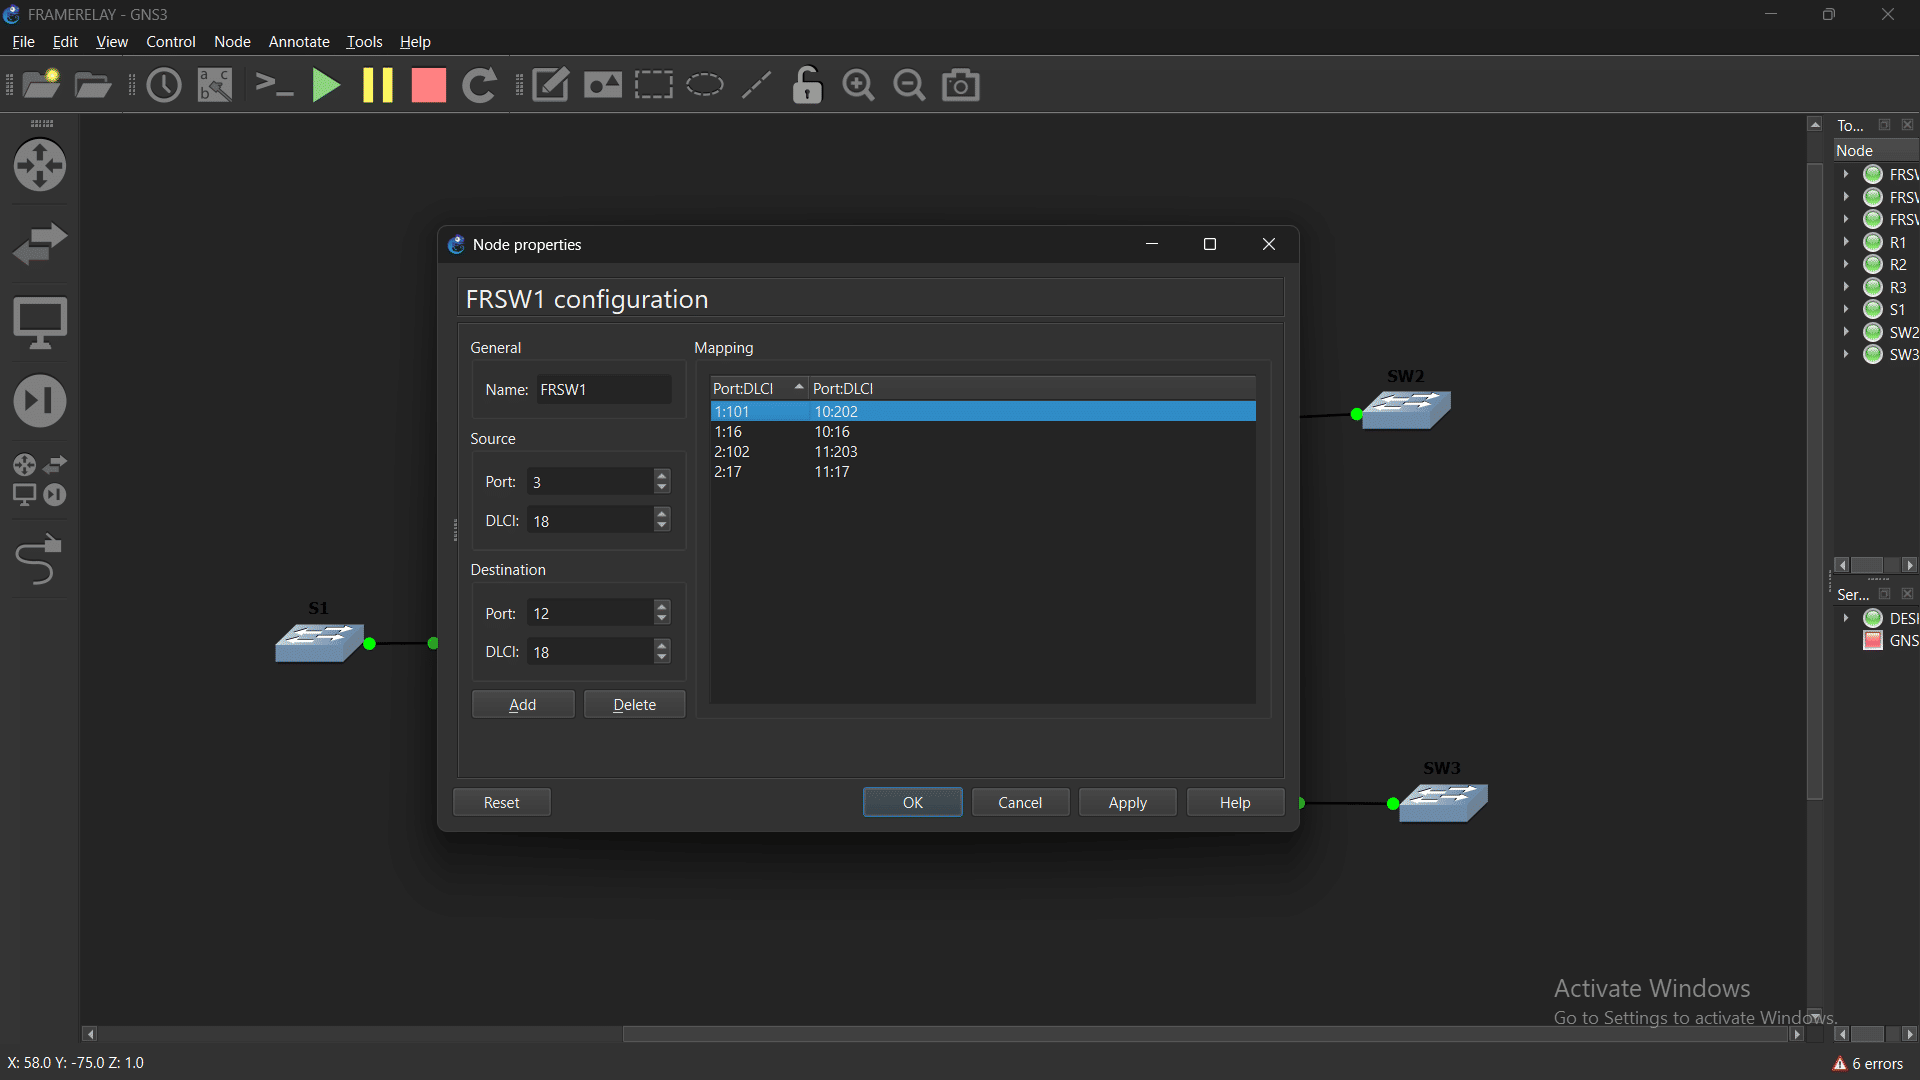 FRAMERELAY - GNS3
File Edit View Control Node Annotate Tools Help
a c
b
To...
Node
FRSW
FRSW
FRSW
R1
R2
R3
S1
SW2
SW3
SW2
Node properties
FRSW1 configuration
General
Name: FRSW1
Source
Port: 3
DLCI: 18
Destination
Port: 12
DLCI: 18
Add Delete
Mapping
Port:DLCI Port:DLCI
1:101 10:202
1:16 10:16
2:102 11:203
2:17 11:17
Reset OK Cancel Apply Help
S1
SW3
Ser...
DESI
GNS
Activate Windows
Go to Settings to activate Windows.
X: 58.0 Y: -75.0 Z: 1.0
6 errors